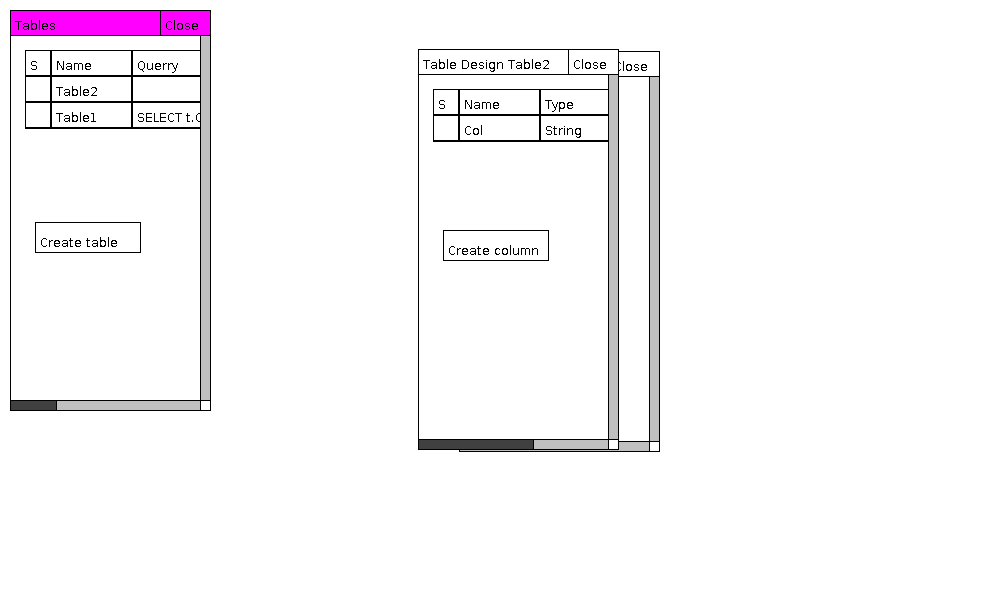 Tables Close
S Name Querry
Table2
Table1 SELECT t.
Create table
Table Design Table2 Close
Close
S Name Type
Col String
Create column